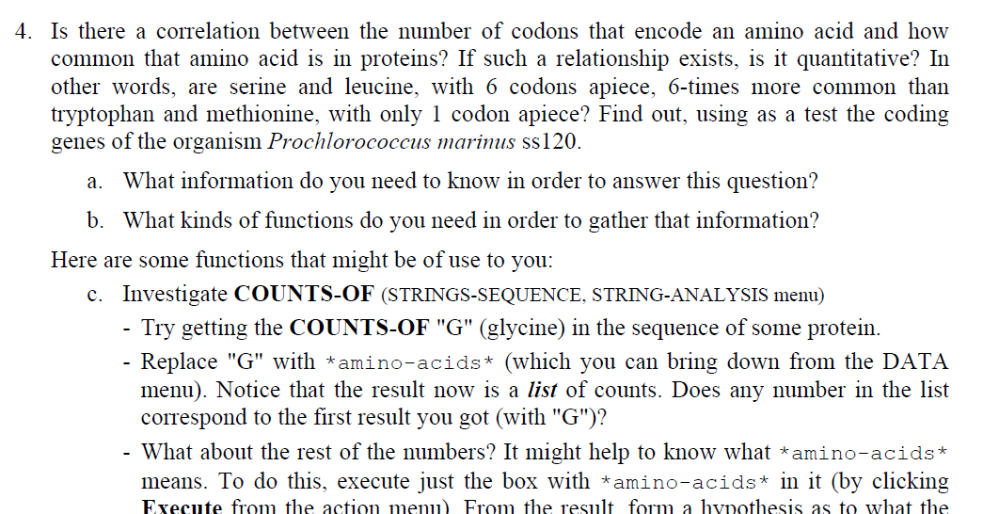 4. Is there a correlation between the number of codons that encode an amino acid and how
common that amino acid is in proteins? If such a relationship exists, is it quantitative? In
other words, are serine and leucine, with 6 codons apiece, 6-times more common than
tryptophan and methionine, with only 1 codon apiece? Find out, using as a test the coding
genes of the organism Prochlorococcus marinus ss120.
a. What information do you need to know in order to answer this question?
b. What kinds of functions do you need in order to gather that information?
Here are some functions that might be of use to you:
c. Investigate COUNTS-OF (STRINGS-SEQUENCE, STRING-ANALYSIS menu)
- Try getting the COUNTS-OF "G" (glycine) in the sequence of some protein.
- Replace "G" with *amino-acids* (which you can bring down from the DATA
menu). Notice that the result now is a list of counts. Does any number in the list
correspond to the first result you got (with "G")?
- What about the rest of the numbers? It might help to know what *amino-acids*
means. To do this, execute just the box with *amino-acids* in it (by clicking
Execute from the action menu). From the result, form a hypothesis as to what the